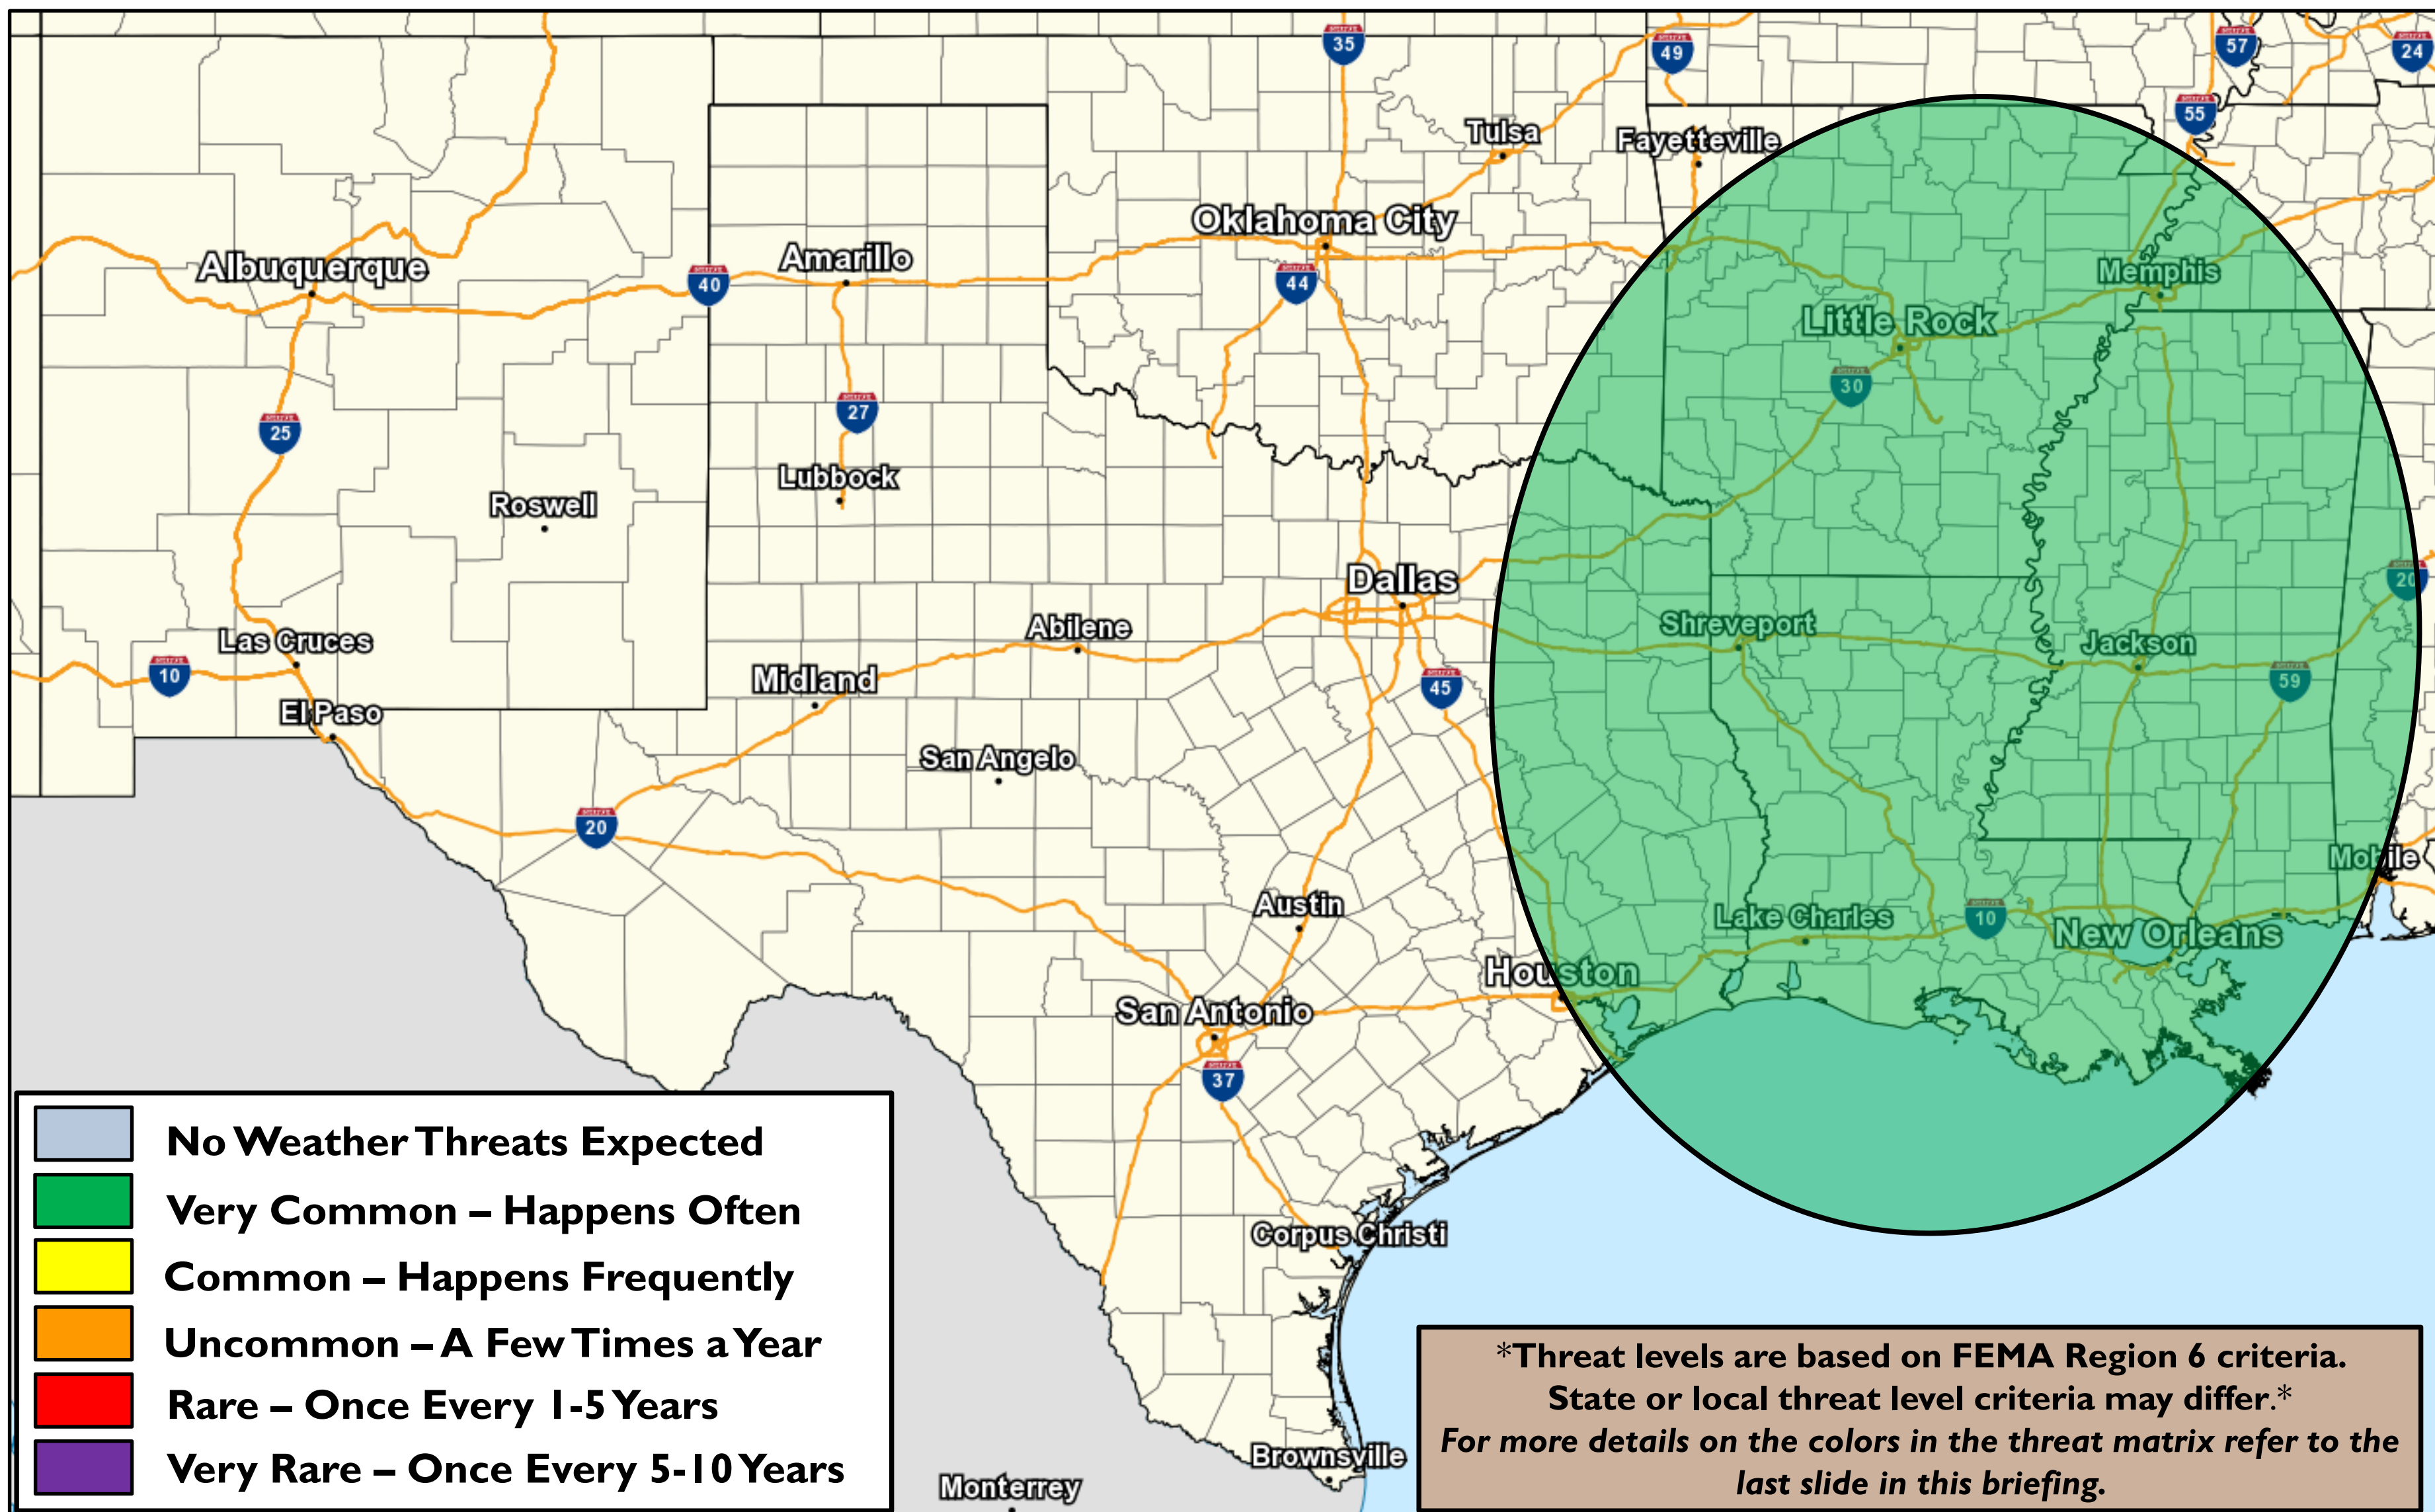 35
49
57
24
55
Tulsa
Fayetteville
Oklahoma City
Albuquerque
Amarillo
40
44
Memphis
Little Rock
30
25
27
Lubbock
Roswell
Dallas
20
Las Cruces
Abilene
Shreveport
Jackson
10
Midland
45
59
El Paso
San Angelo
20
Mobile
Austin
Lake Charles
10
New Orleans
Houston
San Antonio
37
Corpus Christi
Brownsville
Monterrey
No Weather Threats Expected
Very Common – Happens Often
Common – Happens Frequently
Uncommon – A Few Times a Year
Rare – Once Every 1-5 Years
Very Rare – Once Every 5-10 Years
*Threat levels are based on FEMA Region 6 criteria.
State or local threat level criteria may differ.*
For more details on the colors in the threat matrix refer to the
last slide in this briefing.